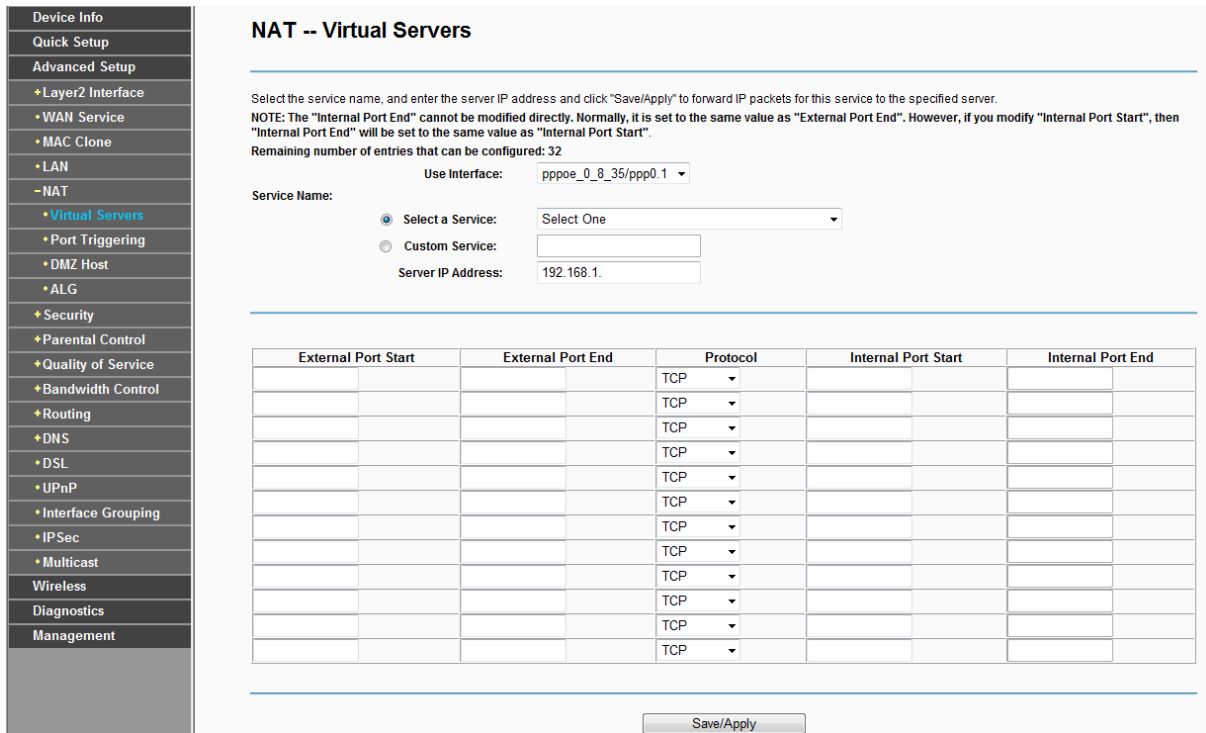 Device Info
Quick Setup
Advanced Setup
+Layer2 Interface
•WAN Service
•MAC Clone
•LAN
-NAT
•Virtual Servers
•Port Triggering
•DMZ Host
•ALG
+Security
+Parental Control
+Quality of Service
+Bandwidth Control
+Routing
+DNS
•DSL
•UPnP
•Interface Grouping
•IPSec
•Multicast
Wireless
Diagnostics
Management
NAT -- Virtual Servers
Select the service name, and enter the server IP address and click "Save/Apply" to forward IP packets for this service to the specified server.
NOTE: The "Internal Port End" cannot be modified directly. Normally, it is set to the same value as "External Port End". However, if you modify "Internal Port Start", then
"Internal Port End" will be set to the same value as "Internal Port Start".
Remaining number of entries that can be configured: 32
Use Interface: pppoe_0_8_35/ppp0.1
Service Name:
Select a Service: Select One
Custom Service:
Server IP Address: 192.168.1.
External Port Start External Port End Protocol Internal Port Start Internal Port End
TCP
TCP
TCP
TCP
TCP
TCP
TCP
TCP
TCP
TCP
TCP
TCP
Save/Apply